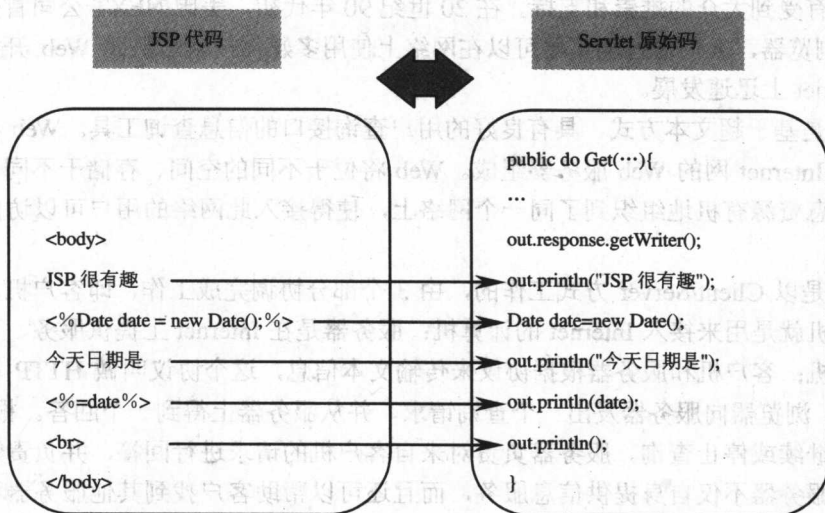 JSP 代码
Servlet 原始码
<body>
JSP 很有趣
<%Date date = new Date();%>
今天日期是
<%=date%>
<br>
</body>
public do Get(…){
…
out.response.getWriter();
out.println("JSP 很有趣");
Date date=new Date();
out.println("今天日期是");
out.println(date);
out.println();
}